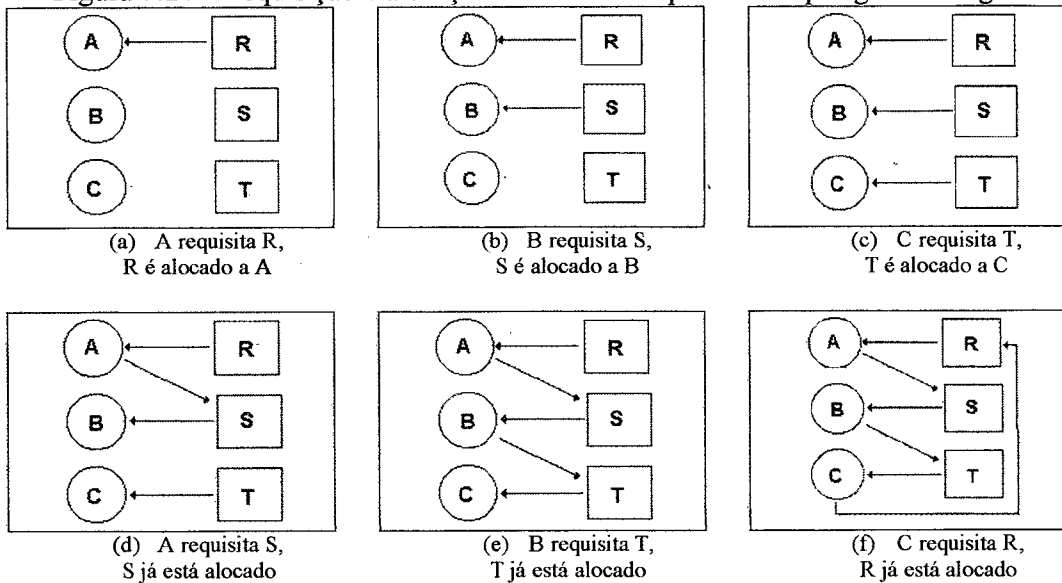 A R
B S
C T
(a) A requisita R,
R é alocado a A
A R
B S
C T
(b) B requisita S,
S é alocado a B
A R
B S
C T
(c) C requisita T,
T é alocado a C
A R
B S
C T
(d) A requisita S,
S já está alocado
A R
B S
C T
(e) B requisita T,
T já está alocado
A R
B S
C T
(f) C requisita R,
R já está alocado